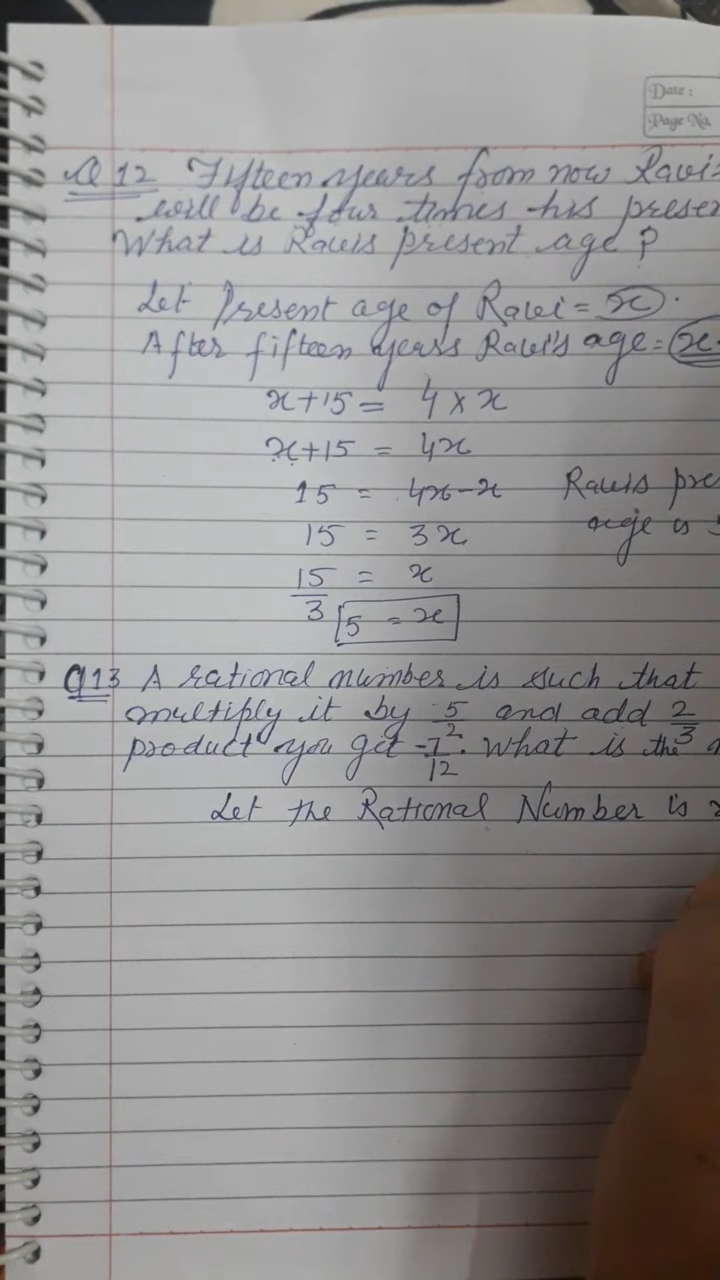 Date :
Page No.
Q 12 Fifteen years from now Ravi's
will be four times his presen
What is Ravis present age ?
Let Present age of Ravi = x .
After fifteen years Ravi's age = x
x + 15 = 4 × x
x + 15 = 4x
15 = 4x - x Ravis pre
15 = 3x age is
15/3 = x
5 = x
Q13 A rational number is such that
multiply it by 5/2 and add 2/3
product you get -7/12. What is the
Let the Rational Number is x